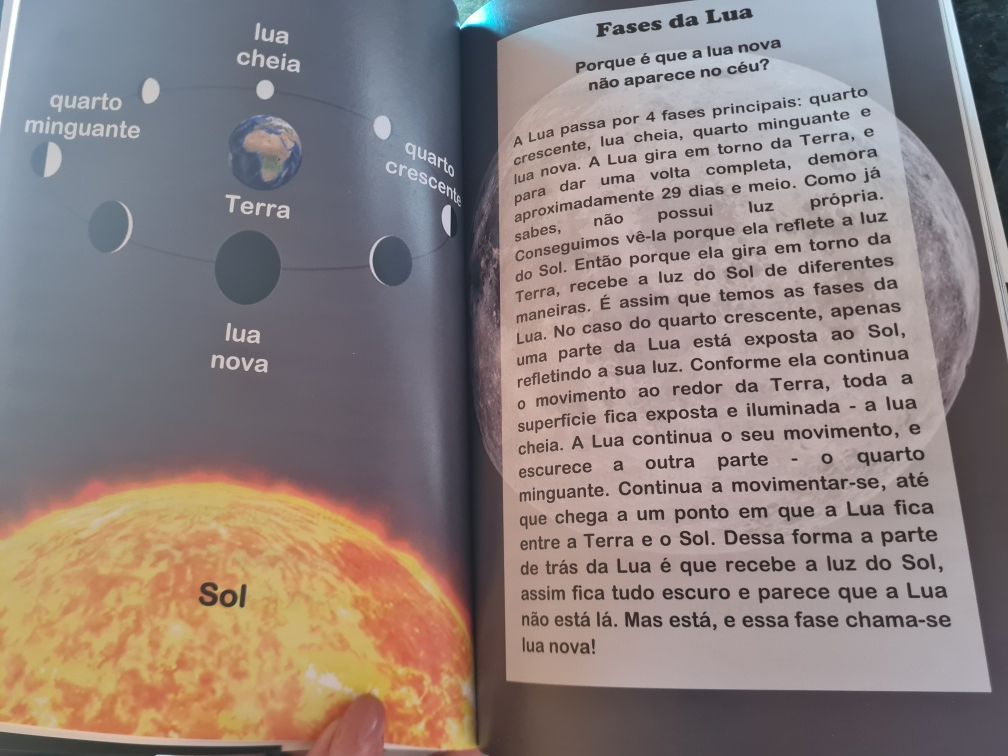 lua
cheia
quarto
minguante
quarto
crescente
Terra
lua
nova
Sol
Fases da Lua
Porque é que a lua nova
não aparece no céu?
A Lua passa por 4 fases principais: quarto
crescente, lua cheia, quarto minguante e
lua nova. A Lua gira em torno da Terra, e
para dar uma volta completa, demora
aproximadamente 29 dias e meio. Como já
sabes, não possui luz própria.
Conseguimos vê-la porque ela reflete a luz
do Sol. Então porque ela gira em torno da
Terra, recebe a luz do Sol de diferentes
maneiras. É assim que temos as fases da
Lua. No caso do quarto crescente, apenas
uma parte da Lua está exposta ao Sol,
refletindo a sua luz. Conforme ela continua
o movimento ao redor da Terra, toda a
superfície fica exposta e iluminada - a lua
cheia. A Lua continua o seu movimento, e
escurece a outra parte - o quarto
minguante. Continua a movimentar-se, até
que chega a um ponto em que a Lua fica
entre a Terra e o Sol. Dessa forma a parte
de trás da Lua é que recebe a luz do Sol,
assim fica tudo escuro e parece que a Lua
não está lá. Mas está, e essa fase chama-se
lua nova!